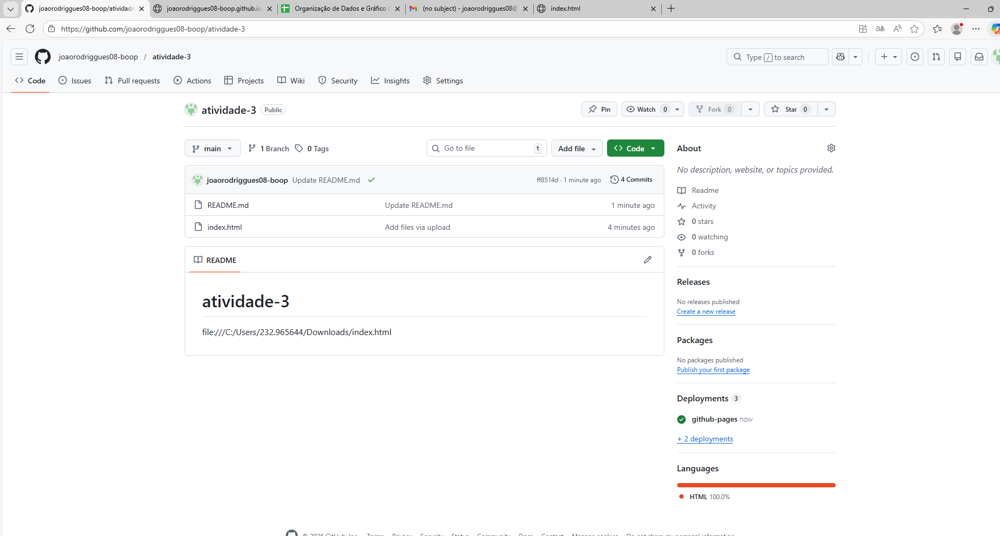 joaorodriggues08-boop/atividade
joaorodriggues08-boop.github.io
Organização de Dados e Gráfico
(no subject) - joaorodriggues08@
index.html
https://github.com/joaorodriggues08-boop/atividade-3
joaorodriggues08-boop / atividade-3
Type / to search
Code
Issues
Pull requests
Actions
Projects
Wiki
Security
Insights
Settings
atividade-3 Public
Pin
Watch 0
Fork 0
Star 0
main
1 Branch
0 Tags
Go to file t
Add file
Code
joaorodriggues08-boop Update README.md
ff8514d · 1 minute ago
4 Commits
README.md Update README.md 1 minute ago
index.html Add files via upload 4 minutes ago
README
atividade-3
file:///C:/Users/232.965644/Downloads/index.html
About
No description, website, or topics provided.
Readme
Activity
0 stars
0 watching
0 forks
Releases
No releases published
Create a new release
Packages
No packages published
Publish your first package
Deployments 3
github-pages now
+ 2 deployments
Languages
HTML 100.0%
© 2026 GitHub, Inc. Terms Privacy Security Status Community Docs Contact Manage cookies Do not share my personal information